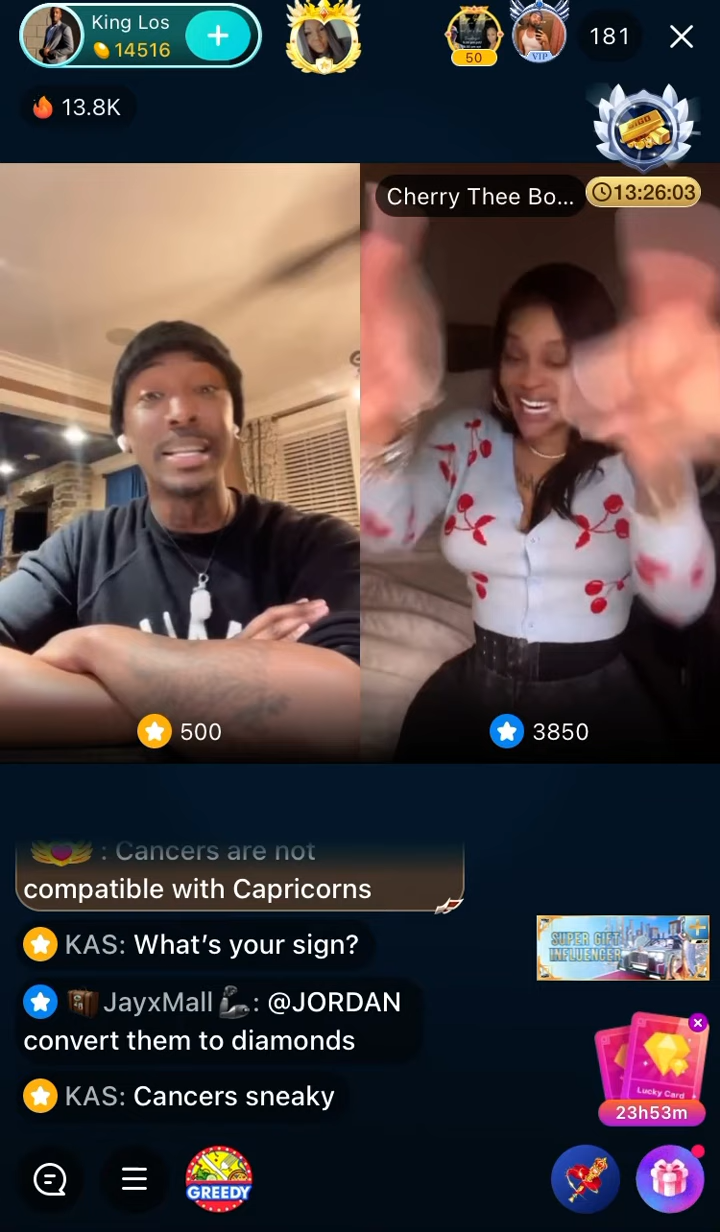 King Los
14516
50
VIP
181
13.8K
Cherry Thee Bo...
13:26:03
500
3850
: Cancers are not
compatible with Capricorns
KAS: What's your sign?
JayxMall : @JORDAN
convert them to diamonds
KAS: Cancers sneaky
SUPER GIFT
INFLUENCER
Lucky Card
23h53m
GREEDY